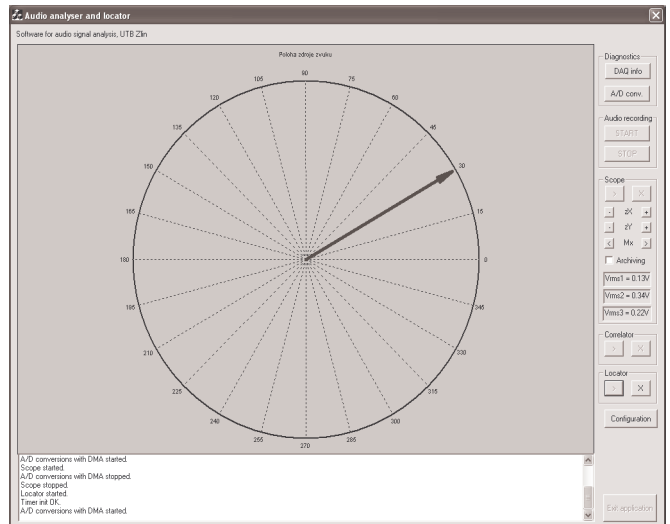 Audio analyser and locator
Software for audio signal analysis, UTB Zlin
Poloha zdroje zvuku
90
105
75
120
60
135
45
150
30
165
15
180
0
195
345
210
330
225
315
240
300
255
285
270
Diagnostics
DAQ info
A/D conv.
Audio recording
START
STOP
Scope
> X
- zX +
- zY +
< Mx >
Archiving
Vrms1 = 0.13V
Vrms2 = 0.34V
Vrms3 = 0.22V
Correlator
> X
Locator
> X
Configuration
Exit application
A/D conversions with DMA started.
Scope started.
A/D conversions with DMA stopped.
Scope stopped.
Locator started.
Timer init OK.
A/D conversions with DMA started.